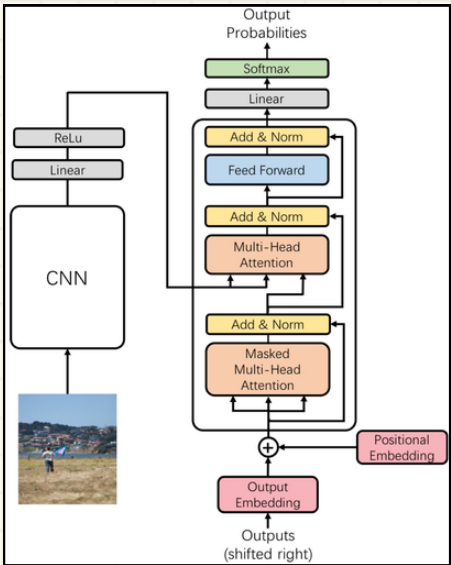 Output
Probabilities
Softmax
Linear
Add & Norm
Feed Forward
Add & Norm
Multi-Head
Attention
Add & Norm
Masked
Multi-Head
Attention
Positional
Embedding
Output
Embedding
Outputs
(shifted right)
ReLu
Linear
CNN